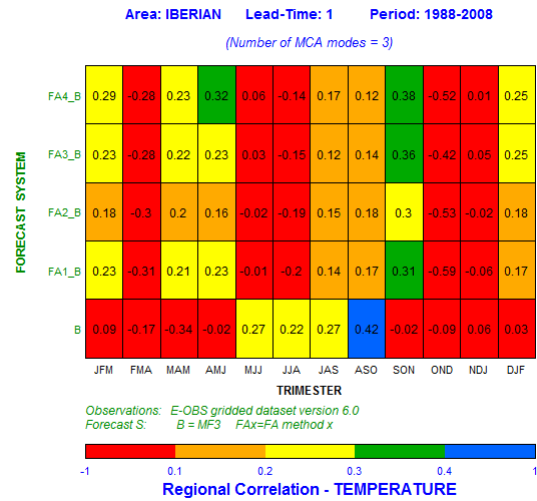 Area: IBERIAN Lead-Time: 1 Period: 1988-2008
(Number of MCA modes = 3)
FORECAST SYSTEM
FA4_B 0.29 -0.28 0.23 0.32 0.06 -0.14 0.17 0.12 0.38 -0.52 0.01 0.25
FA3_B 0.23 -0.28 0.22 0.23 0.03 -0.15 0.12 0.14 0.36 -0.42 0.05 0.25
FA2_B 0.18 -0.3 0.2 0.16 -0.02 -0.19 0.15 0.18 0.3 -0.53 -0.02 0.18
FA1_B 0.23 -0.31 0.21 0.23 -0.01 -0.2 0.14 0.17 0.31 -0.59 -0.06 0.17
B 0.09 -0.17 -0.34 -0.02 0.27 0.22 0.27 0.42 -0.02 -0.09 0.06 0.03
JFM FMA MAM AMJ MJJ JJA JAS ASO SON OND NDJ DJF
TRIMESTER
Observations: E-OBS gridded dataset version 6.0
Forecast S: B = MF3 FAx=FA method x
-1 0.1 0.2 0.3 0.4 1
Regional Correlation - TEMPERATURE